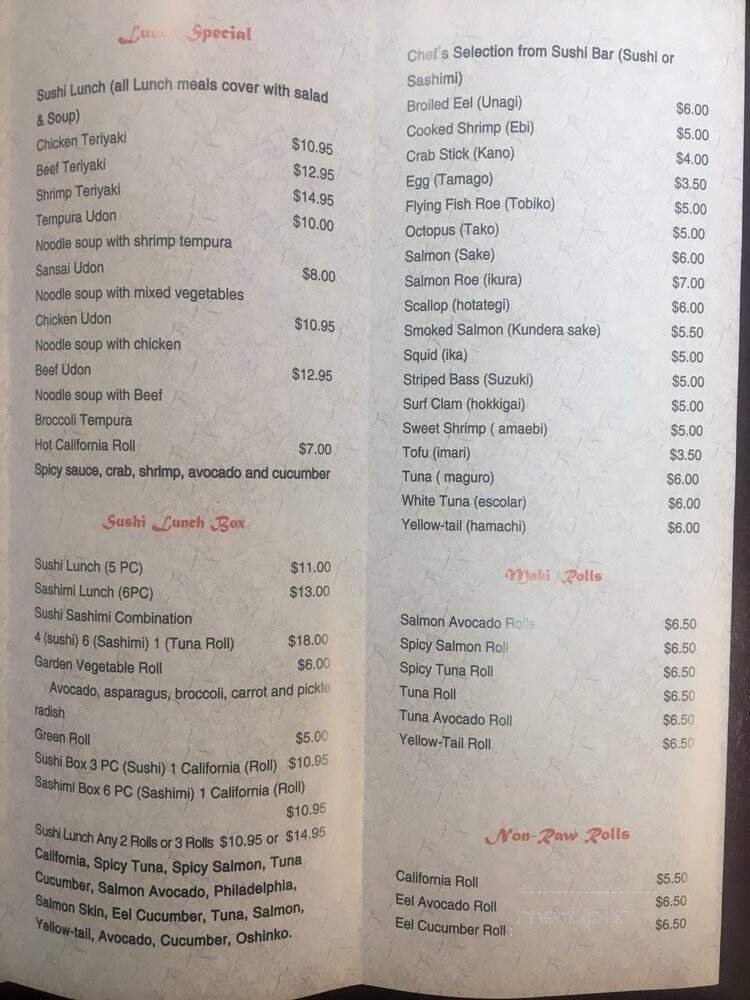 Lunch Special
Sushi Lunch (all Lunch meals cover with salad
& Soup)
Chicken Teriyaki $10.95
Beef Teriyaki $12.95
Shrimp Teriyaki $14.95
Tempura Udon $10.00
Noodle soup with shrimp tempura
Sansai Udon $8.00
Noodle soup with mixed vegetables
Chicken Udon $10.95
Noodle soup with chicken
Beef Udon $12.95
Noodle soup with Beef
Broccoli Tempura
Hot California Roll $7.00
Spicy sauce, crab, shrimp, avocado and cucumber
Sushi Lunch Box
Sushi Lunch (5 PC) $11.00
Sashimi Lunch (6PC) $13.00
Sushi Sashimi Combination
4 (sushi) 6 (Sashimi) 1 (Tuna Roll) $18.00
Garden Vegetable Roll $6.00
Avocado, asparagus, broccoli, carrot and pickle
radish
Green Roll $5.00
Sushi Box 3 PC (Sushi) 1 California (Roll) $10.95
Sashimi Box 6 PC (Sashimi) 1 California (Roll)
$10.95
Sushi Lunch Any 2 Rolls or 3 Rolls $10.95 or $14.95
California, Spicy Tuna, Spicy Salmon, Tuna
Cucumber, Salmon Avocado, Philadelphia,
Salmon Skin, Eel Cucumber, Tuna, Salmon,
Yellow-tail, Avocado, Cucumber, Oshinko.
Chef's Selection from Sushi Bar (Sushi or
Sashimi)
Broiled Eel (Unagi) $6.00
Cooked Shrimp (Ebi) $5.00
Crab Stick (Kano) $4.00
Egg (Tamago) $3.50
Flying Fish Roe (Tobiko) $5.00
Octopus (Tako) $5.00
Salmon (Sake) $6.00
Salmon Roe (ikura) $7.00
Scallop (hotategi) $6.00
Smoked Salmon (Kundera sake) $5.50
Squid (ika) $5.00
Striped Bass (Suzuki) $5.00
Surf Clam (hokkigai) $5.00
Sweet Shrimp ( amaebi) $5.00
Tofu (imari) $3.50
Tuna ( maguro) $6.00
White Tuna (escolar) $6.00
Yellow-tail (hamachi) $6.00
Maki Rolls
Salmon Avocado Rolls $6.50
Spicy Salmon Roll $6.50
Spicy Tuna Roll $6.50
Tuna Roll $6.50
Tuna Avocado Roll $6.50
Yellow-Tail Roll $6.50
Non-Raw Rolls
California Roll $5.50
Eel Avocado Roll $6.50
Eel Cucumber Roll $6.50
menupix